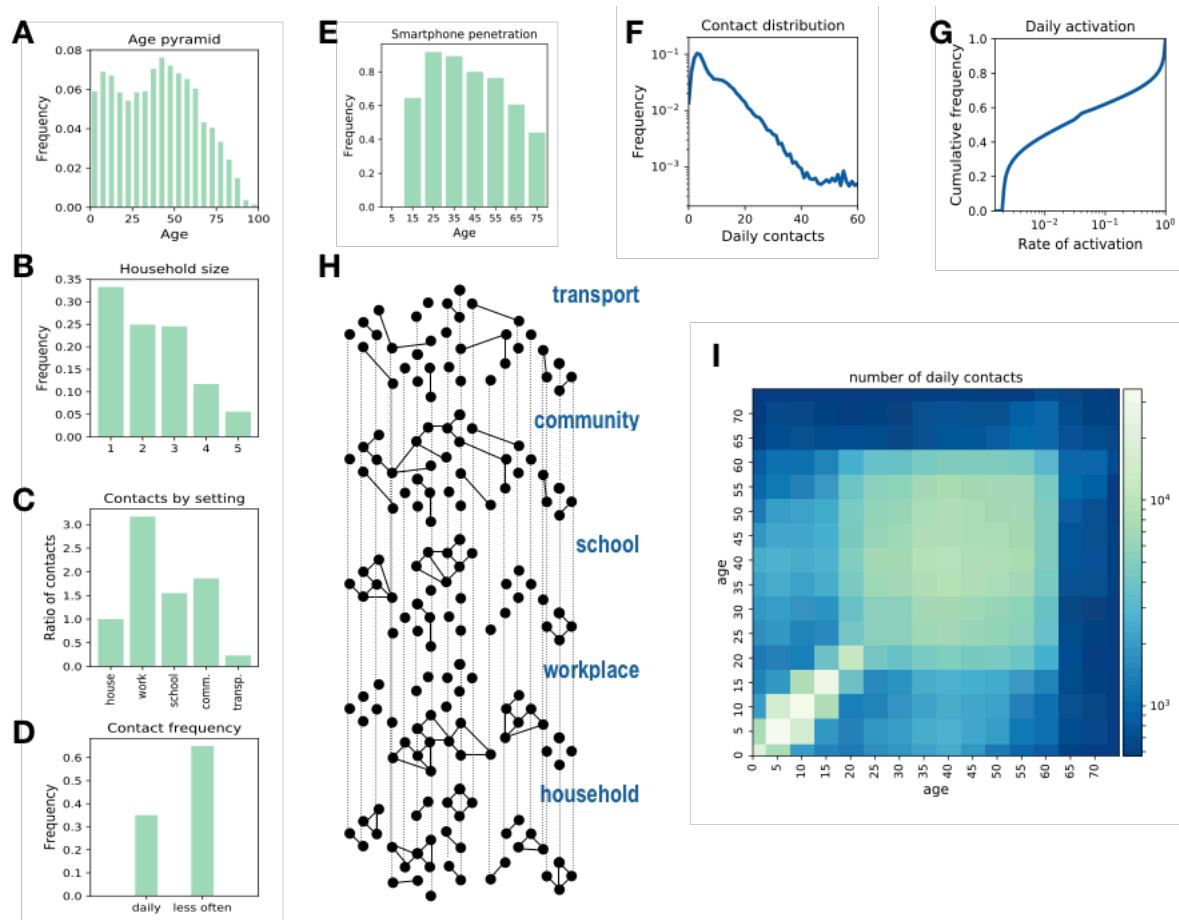 A
Age pyramid
Frequency
0.08
0.06
0.04
0.02
0.00
0 25 50 75 100
Age
B
Household size
Frequency
0.35
0.30
0.25
0.20
0.15
0.10
0.05
0.00
1 2 3 4 5
C
Contacts by setting
Ratio of contacts
3.0
2.5
2.0
1.5
1.0
0.5
0.0
house work school comm. transp.
D
Contact frequency
Frequency
0.6
0.5
0.4
0.3
0.2
0.1
0.0
daily less often
E
Smartphone penetration
Frequency
0.8
0.6
0.4
0.2
0.0
5 15 25 35 45 55 65 75
Age
F
Contact distribution
Frequency
10⁻¹
10⁻²
10⁻³
0 20 40 60
Daily contacts
G
Daily activation
Cumulative frequency
1.0
0.8
0.6
0.4
0.2
0.0
10⁻² 10⁻¹ 10⁰
Rate of activation
H
transport
community
school
workplace
household
I
number of daily contacts
age
70
65
60
55
50
45
40
35
30
25
20
15
10
5
0
0 5 10 15 20 25 30 35 40 45 50 55 60 65 70
age
10⁴
10³